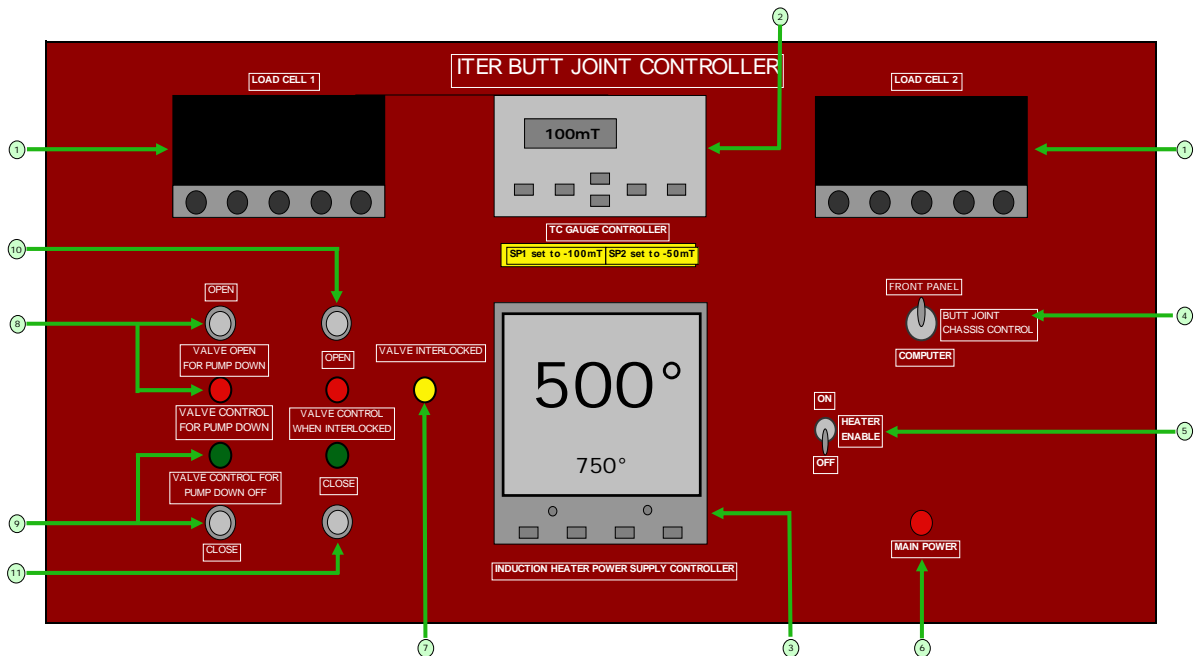 2
ITER BUTT JOINT CONTROLLER
LOAD CELL 1
LOAD CELL 2
100mT
1
1
TC GAUGE CONTROLLER
SP1 set to -100mT
SP2 set to -50mT
10
OPEN
FRONT PANEL
8
BUTT JOINT
CHASSIS CONTROL
4
VALVE OPEN
FOR PUMP DOWN
OPEN
VALVE INTERLOCKED
COMPUTER
500°
VALVE CONTROL
FOR PUMP DOWN
VALVE CONTROL
WHEN INTERLOCKED
ON
HEATER
ENABLE
5
OFF
750°
VALVE CONTROL FOR
PUMP DOWN OFF
CLOSE
9
CLOSE
3
MAIN POWER
11
INDUCTION HEATER POWER SUPPLY CONTROLLER
7
6